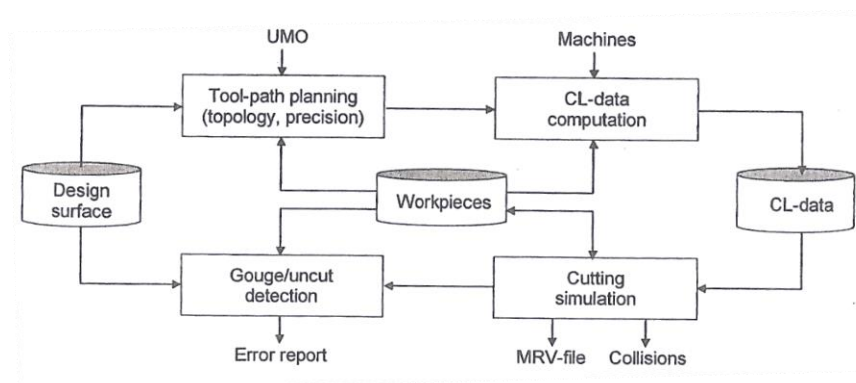 UMO
Machines
Tool-path planning
(topology, precision)
CL-data
computation
Design
surface
Workpieces
CL-data
Gouge/uncut
detection
Cutting
simulation
Error report
MRV-file
Collisions